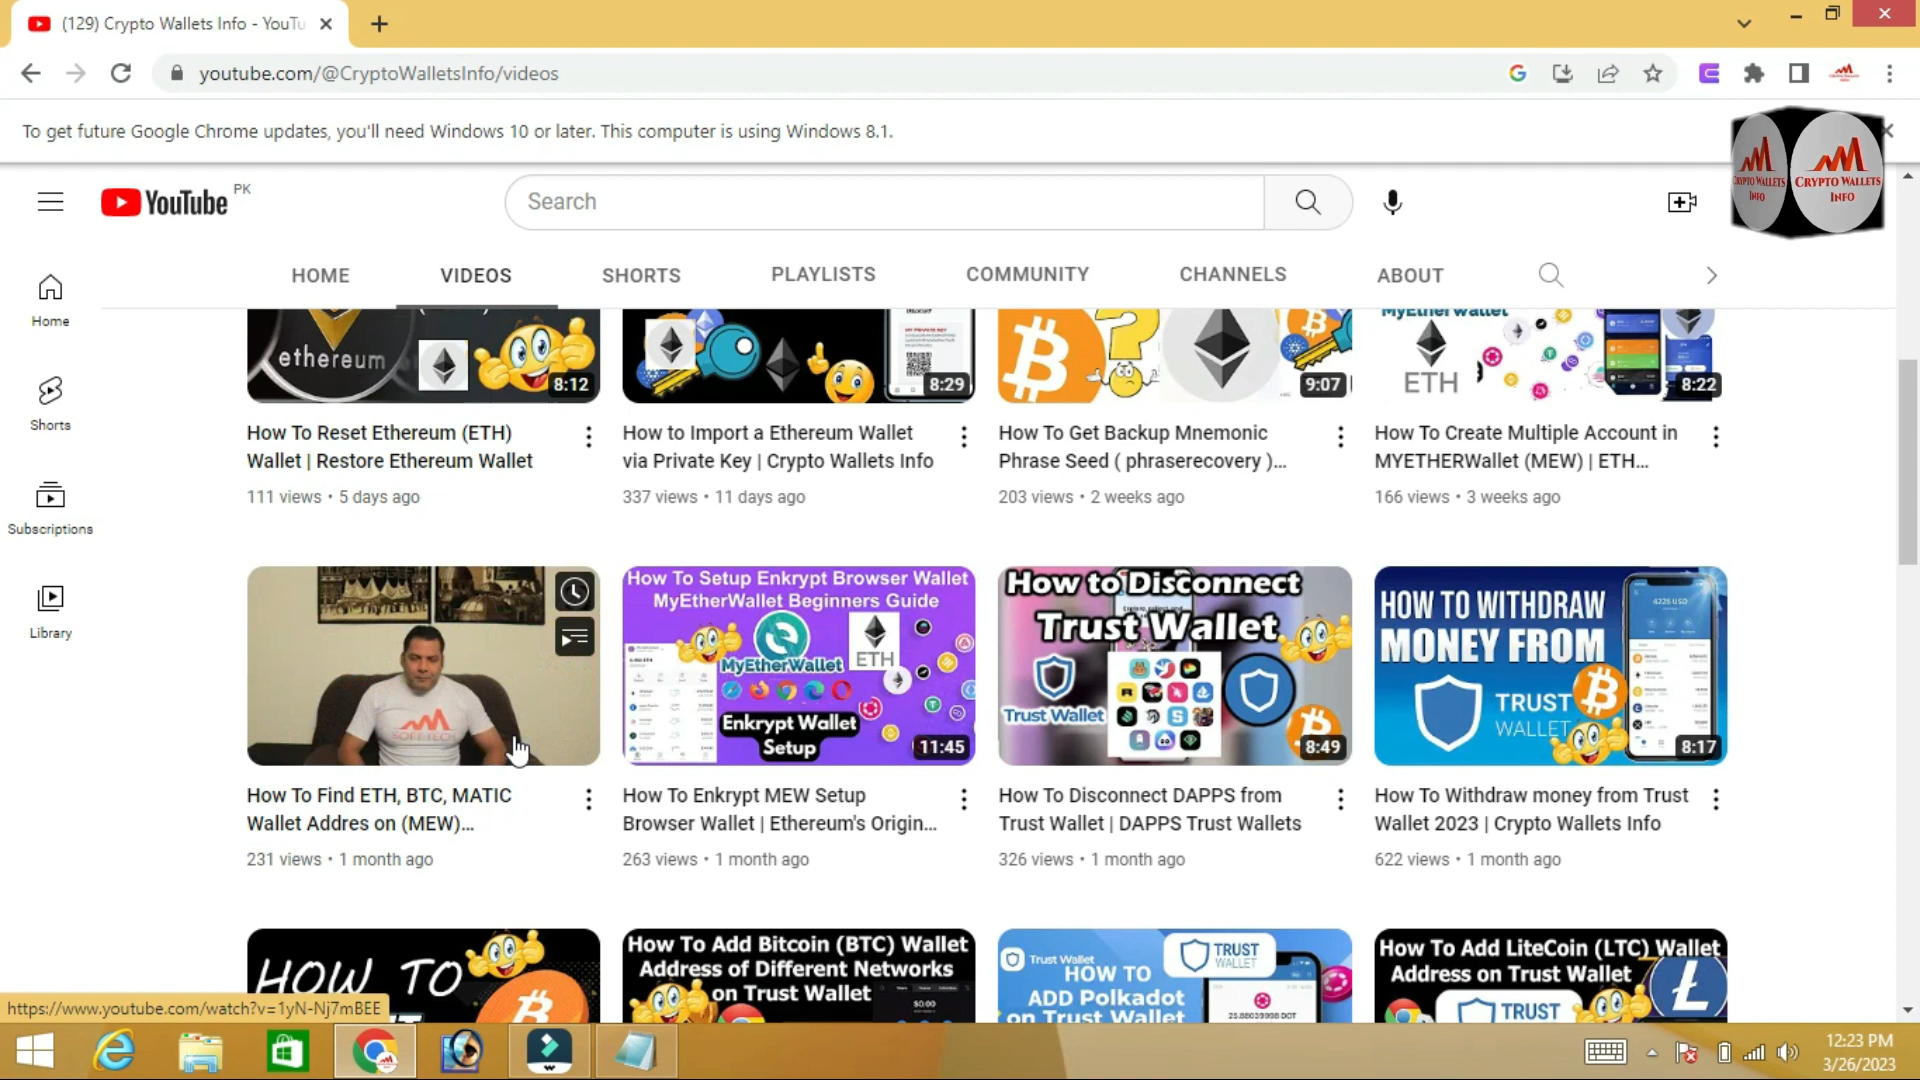 (129) Crypto Wallets Info - YouTu
youtube.com/@CryptoWalletsInfo/videos
To get future Google Chrome updates, you'll need Windows 10 or later. This computer is using Windows 8.1.
CRYPTO WALLETS
INFO
CRYPTO WALLETS
INFO
YouTube PK
Search
HOME
VIDEOS
SHORTS
PLAYLISTS
COMMUNITY
CHANNELS
ABOUT
Home
Shorts
Subscriptions
Library
ethereum
8:12
8:29
9:07
MyEtherWallet
ETH
8:22
How To Reset Ethereum (ETH)
Wallet | Restore Ethereum Wallet
111 views • 5 days ago
How to Import a Ethereum Wallet
via Private Key | Crypto Wallets Info
337 views • 11 days ago
How To Get Backup Mnemonic
Phrase Seed ( phraserecovery )...
203 views • 2 weeks ago
How To Create Multiple Account in
MYETHERWallet (MEW) | ETH...
166 views • 3 weeks ago
How To Setup Enkrypt Browser Wallet
MyEtherWallet Beginners Guide
ETH
MyEtherWallet
Enkrypt Wallet
Setup
11:45
How to Disconnect
Trust Wallet
Trust Wallet
8:49
HOW TO WITHDRAW
MONEY FROM
TRUST
WALLET
4226 USD
8:17
How To Find ETH, BTC, MATIC
Wallet Addres on (MEW)...
231 views • 1 month ago
How To Enkrypt MEW Setup
Browser Wallet | Ethereum's Origin...
263 views • 1 month ago
How To Disconnect DAPPS from
Trust Wallet | DAPPS Trust Wallets
326 views • 1 month ago
How To Withdraw money from Trust
Wallet 2023 | Crypto Wallets Info
622 views • 1 month ago
HOW TO
How To Add Bitcoin (BTC) Wallet
Address of Different Networks
on Trust Wallet
$0.00
Trust Wallet
HOW TO
ADD Polkadot
on Trust Wallet
TRUST
WALLET
25.88039998 DOT
How To Add LiteCoin (LTC) Wallet
Address on Trust Wallet
TRUST
https://www.youtube.com/watch?v=1yN-Nj7mBEE
12:23 PM
3/26/2023